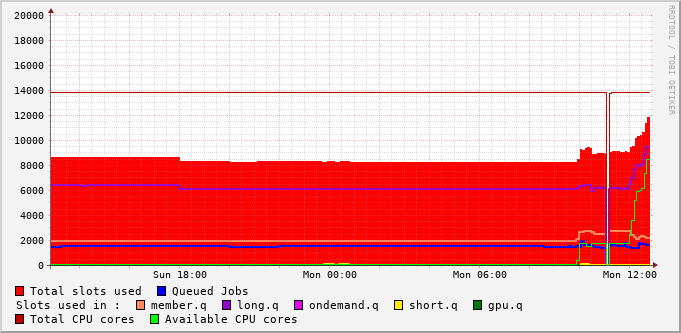 20000
18000
16000
14000
12000
10000
8000
6000
4000
2000
0
Sun 18:00 Mon 00:00 Mon 06:00 Mon 12:00
Total slots used Queued Jobs
Slots used in : member.q long.q ondemand.q short.q gpu.q
Total CPU cores Available CPU cores
RRDTOOL / TOBI OETIKER